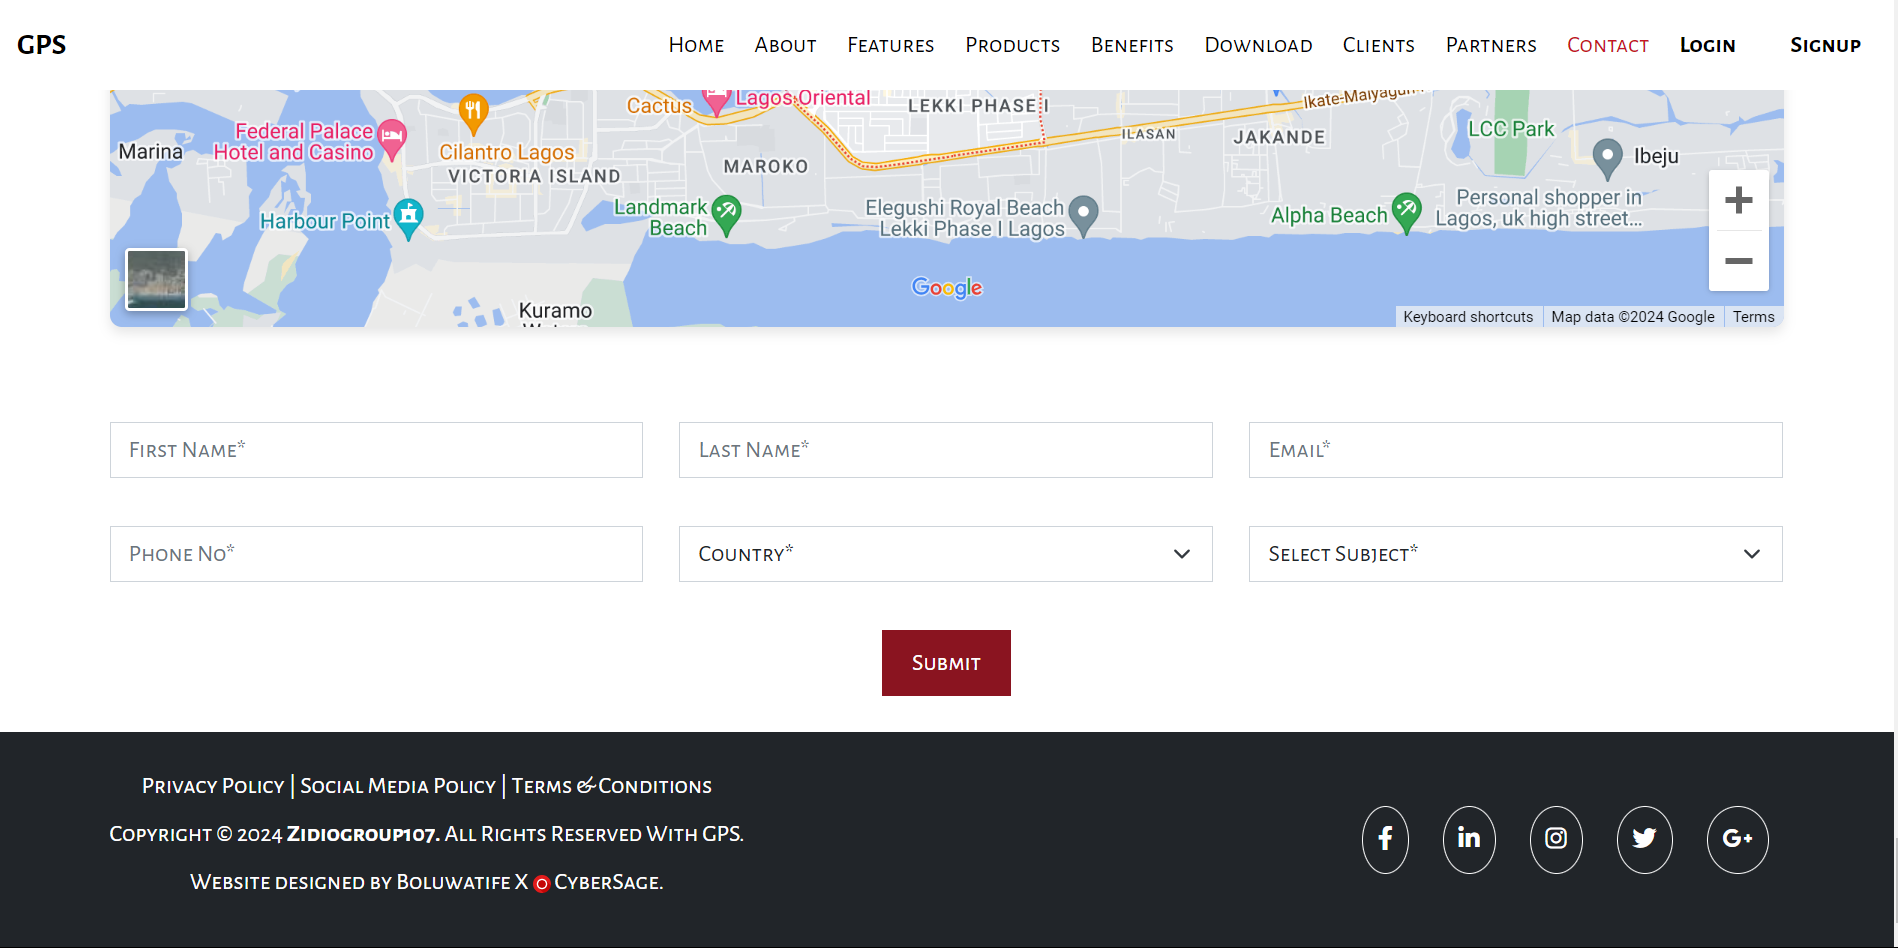 GPS
Home About Features Products Benefits Download Clients Partners Contact Login Signup
Cactus
Lagos Oriental
LEKKI PHASE I
Ikate-Maiyegun
Federal Palace
Hotel and Casino
Marina
Cilantro Lagos
VICTORIA ISLAND
MAROKO
ILASAN
JAKANDE
LCC Park
Ibeju
Harbour Point
Landmark
Beach
Elegushi Royal Beach
Lekki Phase I Lagos
Alpha Beach
Personal shopper in
Lagos, uk high street...
Google
Kuramo
Keyboard shortcuts Map data ©2024 Google Terms
First Name* Last Name* Email*
Phone No* Country* Select Subject*
Submit
Privacy Policy | Social Media Policy | Terms & Conditions
Copyright © 2024 Zidiogroup107. All Rights Reserved With GPS.
Website designed by Boluwatife X CyberSage.